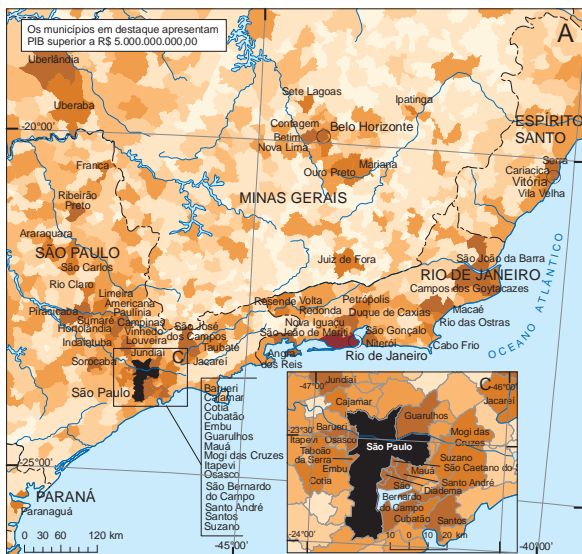 Os municípios em destaque apresentam
PIB superior a R$ 5.000.000.000,00
A
Uberlândia
Uberaba
Sete Lagoas
Ipatinga
Contagem
Betim
Belo Horizonte
Nova Lima
ESPÍRITO
SANTO
-20°00'
Mariana
Ouro Preto
Serra
Cariacica
Vitória
Vila Velha
Franca
MINAS GERAIS
Ribeirão
Preto
Araraquara
SÃO PAULO
São Carlos
Juiz de Fora
São João da Barra
RIO DE JANEIRO
Campos dos Goytacazes
Rio Claro
Limeira
Americana
Piracicaba
Paulínia
Sumaré
Campinas
Hortolândia
Vinhedo
Indaiatuba
Louveira
Jundiaí
Sorocaba
São José
dos Campos
Taubaté
Jacareí
C
São Paulo
Resende
Volta
Redonda
Petrópolis
Duque de Caxias
Nova Iguaçu
São João de Meriti
São Gonçalo
Niterói
Angra
dos Reis
Rio de Janeiro
Macaé
Rio das Ostras
Cabo Frio
OCEANO ATLÂNTICO
Barueri
Cajamar
Cotia
Cubatão
Embu
Guarulhos
Mauá
Mogi das Cruzes
Itapevi
Osasco
São Bernardo
do Campo
Santo André
Santos
Suzano
-25°00'
PARANÁ
Paranaguá
0 30 60 120 km
-45°00'
-40°00'
C
-47°00'
-46°00'
Jundiaí
Jacareí
Cajamar
Guarulhos
-23°30'
Barueri
Mogi das
Cruzes
Itapevi
Osasco
São Paulo
Taboão
da Serra
Suzano
Embu
Mauá
São Caetano do
Cotia
Santo André
São
Bernardo
do Campo
Diadema
Cubatão
Santos
-24°00'
10 0 10 20 km